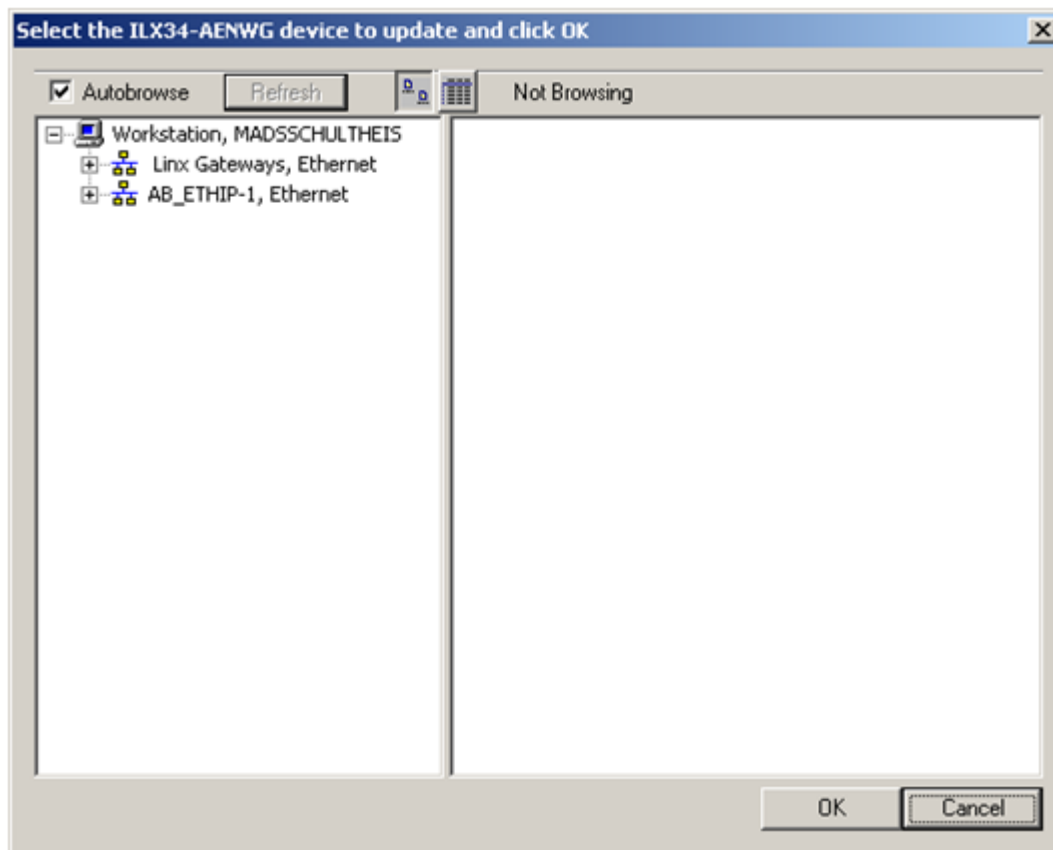 Select the ILX34-AENWG device to update and click OK
Autobrowse Refresh Not Browsing
Workstation, MADSSCHULTHEIS
Linx Gateways, Ethernet
AB_ETHIP-1, Ethernet
OK Cancel